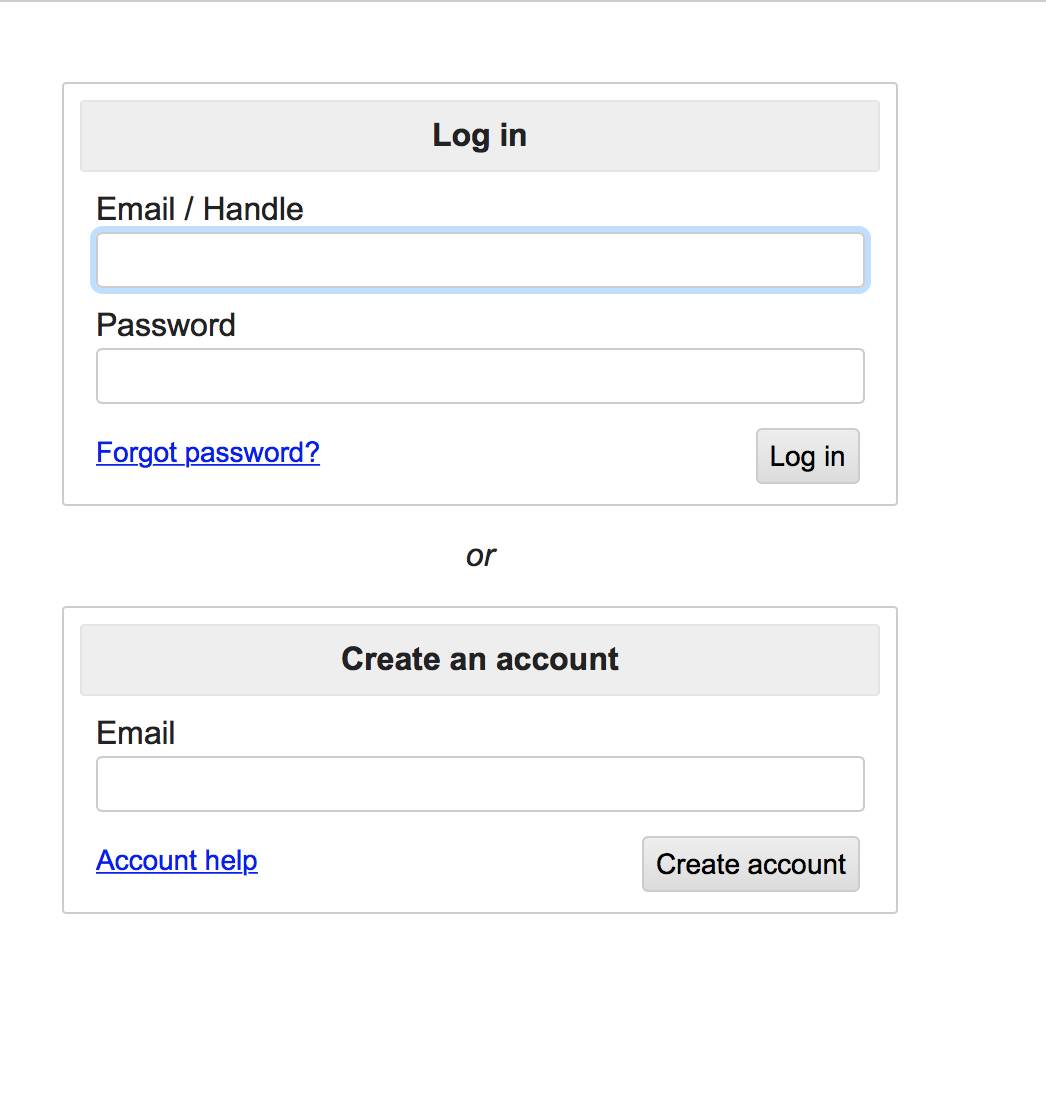 Log in
Email / Handle
Password
Forgot password?
Log in
or
Create an account
Email
Account help
Create account